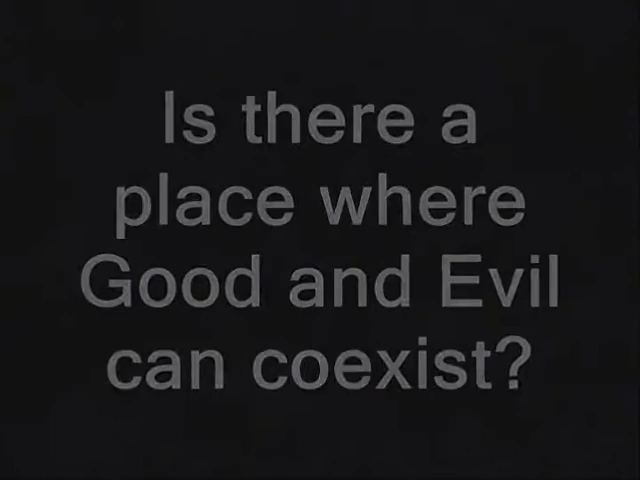 Is there a
place where
Good and Evil
can coexist?